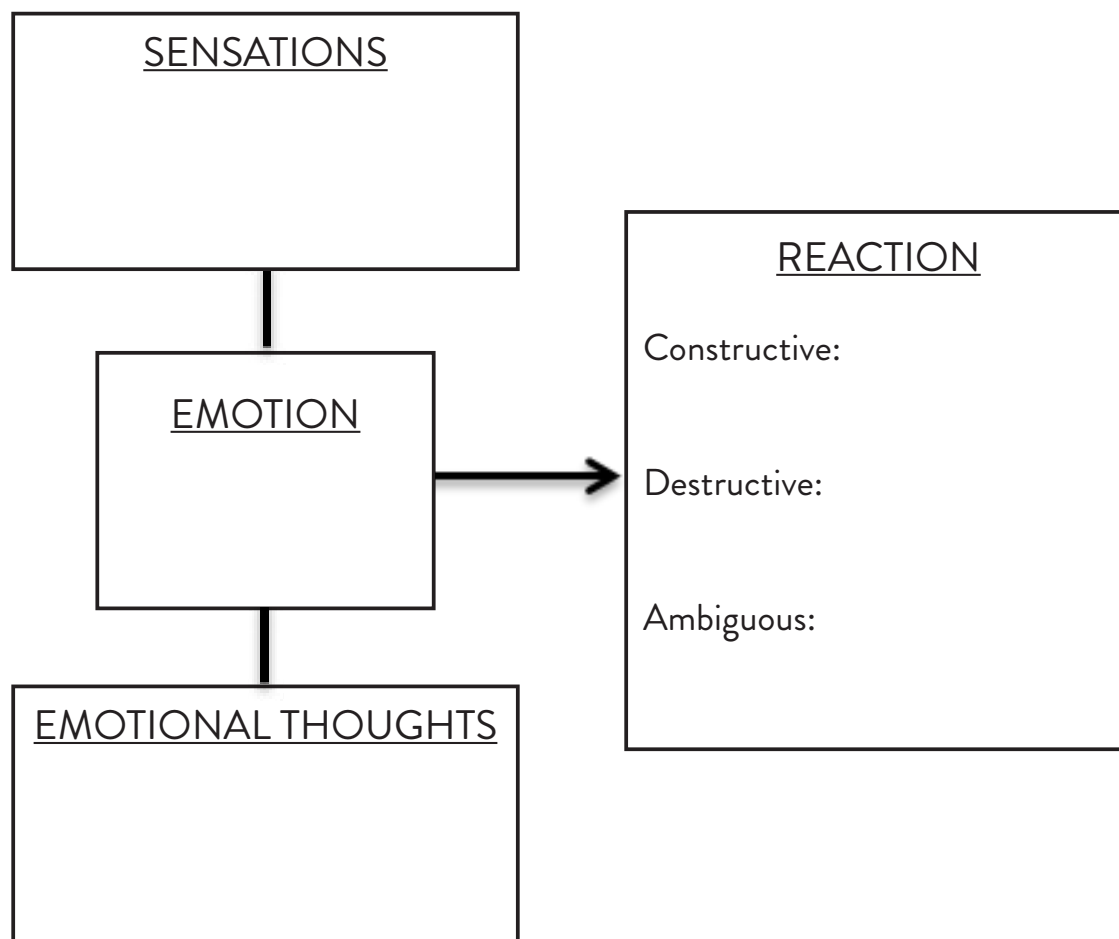 SENSATIONS
EMOTION
EMOTIONAL THOUGHTS
REACTION
Constructive:
Destructive:
Ambiguous: